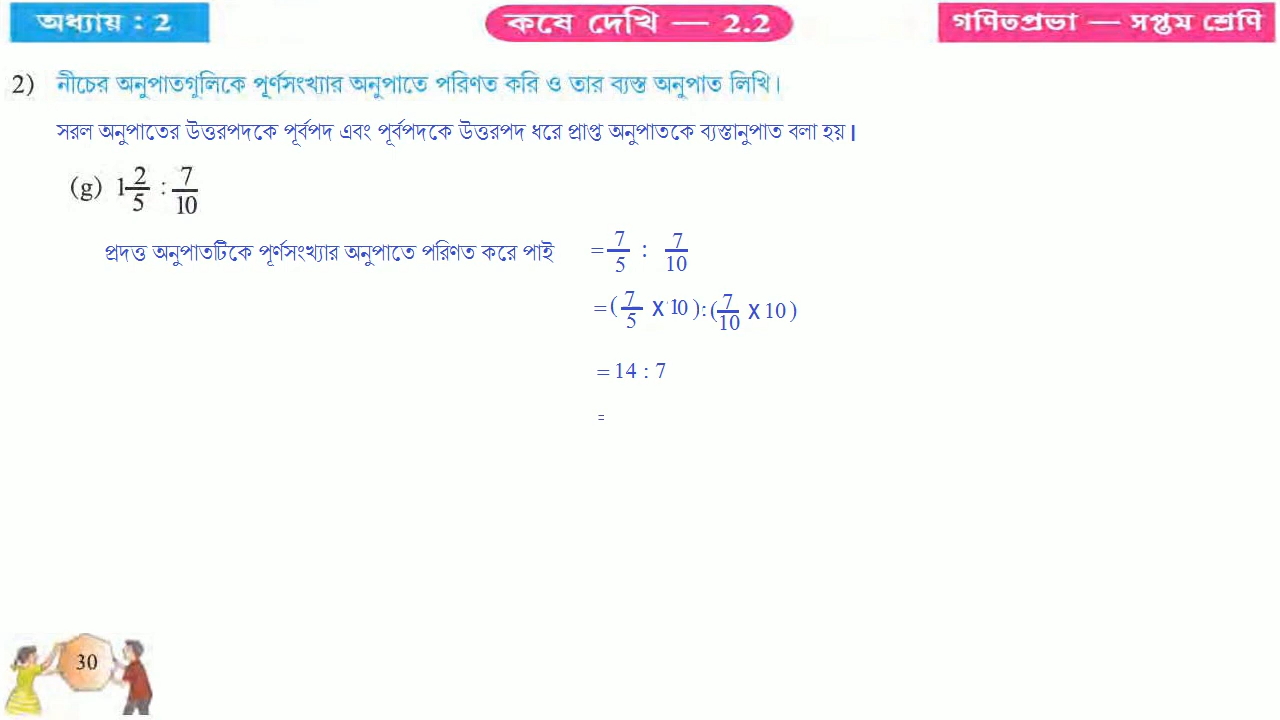 অধ্যায় : 2
কষে দেখি — 2.2
গণিতপ্রভা — সপ্তম শ্রেণি
2) নীচের অনুপাতগুলিকে পূর্ণসংখ্যার অনুপাতে পরিণত করি ও তার ব্যস্ত অনুপাত লিখি।
সরল অনুপাতের উত্তরপদকে পূর্বপদ এবং পূর্বপদকে উত্তরপদ ধরে প্রাপ্ত অনুপাতকে ব্যস্তানুপাত বলা হয়।
(g) 1 2/5 : 7/10
প্রদত্ত অনুপাতটিকে পূর্ণসংখ্যার অনুপাতে পরিণত করে পাই = 7/5 : 7/10
= ( 7/5 X 10 ) : ( 7/10 X 10 )
= 14 : 7
=
30